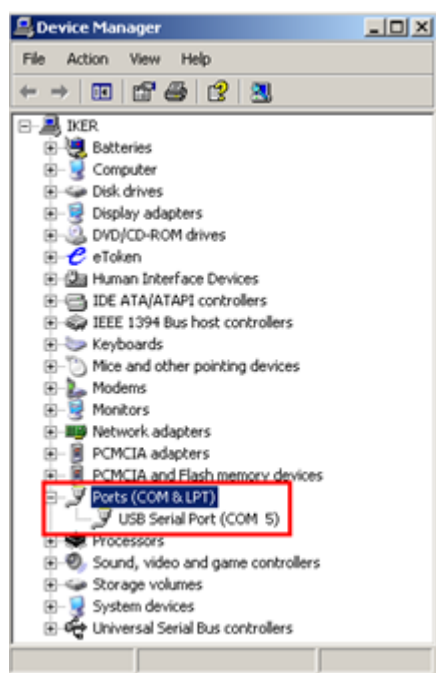 Device Manager
File Action View Help
IKER
Batteries
Computer
Disk drives
Display adapters
DVD/CD-ROM drives
eToken
Human Interface Devices
IDE ATA/ATAPI controllers
IEEE 1394 Bus host controllers
Keyboards
Mice and other pointing devices
Modems
Monitors
Network adapters
PCMCIA adapters
PCMCIA and Flash memory devices
Ports (COM & LPT)
USB Serial Port (COM 5)
Processors
Sound, video and game controllers
Storage volumes
System devices
Universal Serial Bus controllers